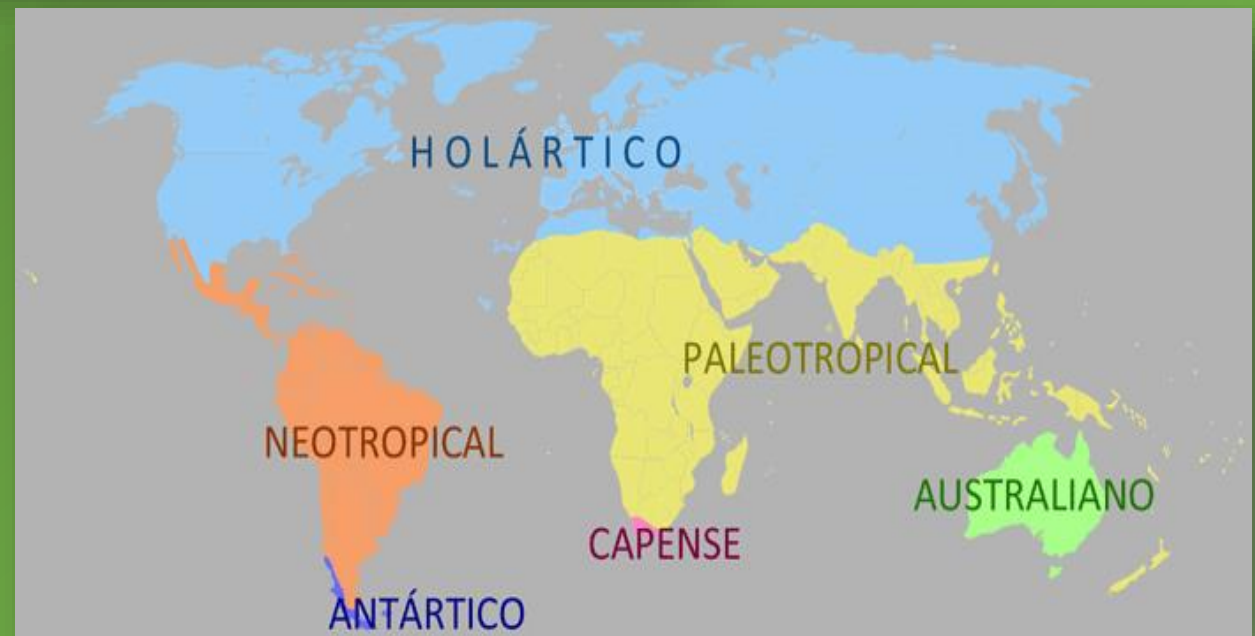 HOLÁRTICO
PALEOTROPICAL
NEOTROPICAL
AUSTRALIANO
CAPENSE
ANTÁRTICO